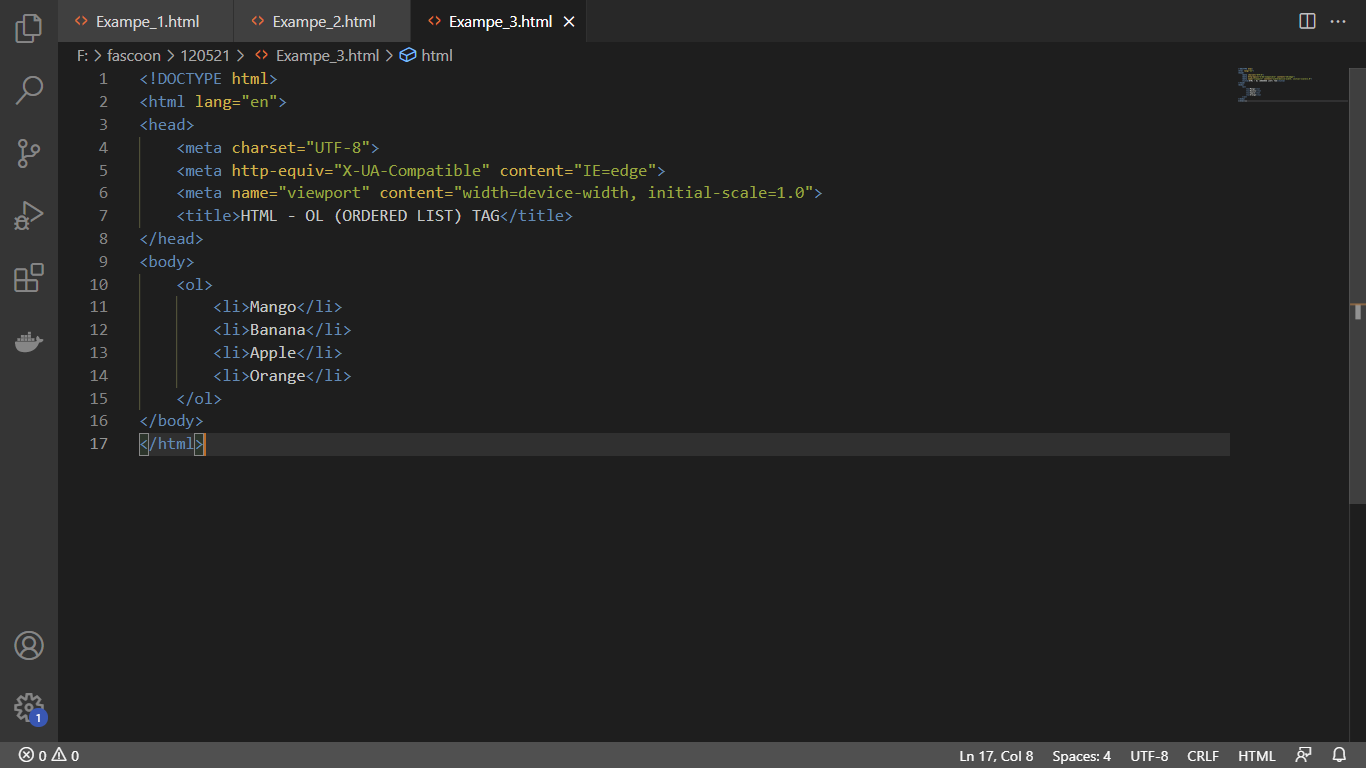 Exampe_1.html Exampe_2.html Exampe_3.html
F: fascoon 120521 Exampe_3.html html
1 <!DOCTYPE html>
2 <html lang="en">
3 <head>
4 <meta charset="UTF-8">
5 <meta http-equiv="X-UA-Compatible" content="IE=edge">
6 <meta name="viewport" content="width=device-width, initial-scale=1.0">
7 <title>HTML - OL (ORDERED LIST) TAG</title>
8 </head>
9 <body>
10 <ol>
11 <li>Mango</li>
12 <li>Banana</li>
13 <li>Apple</li>
14 <li>Orange</li>
15 </ol>
16 </body>
17 </html>
1
0 0 Ln 17, Col 8 Spaces: 4 UTF-8 CRLF HTML